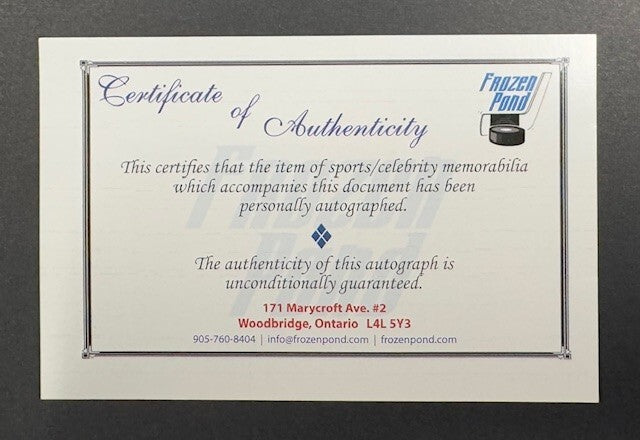 Certificate of Authenticity
Frozen
Pond
This certifies that the item of sports/celebrity memorabilia
which accompanies this document has been
personally autographed.
The authenticity of this autograph is
unconditionally guaranteed.
171 Marycroft Ave. #2
Woodbridge, Ontario L4L 5Y3
905-760-8404 | info@frozenpond.com | frozenpond.com
Frozen
Pond